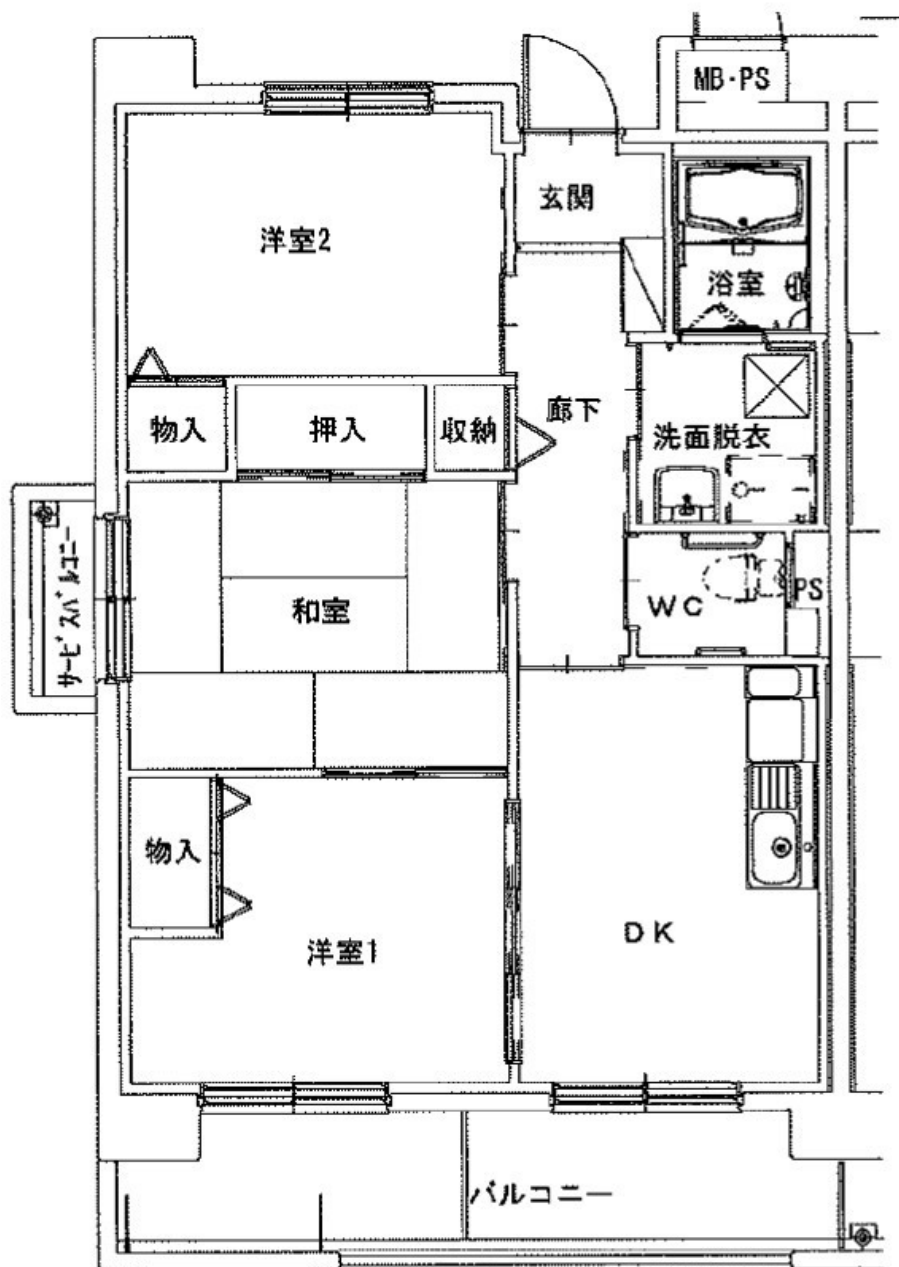 MB・PS
玄関
洋室2
浴室
物入
押入
収納
廊下
洗面脱衣
サービスバルコニー
和室
WC
PS
物入
洋室1
DK
バルコニー